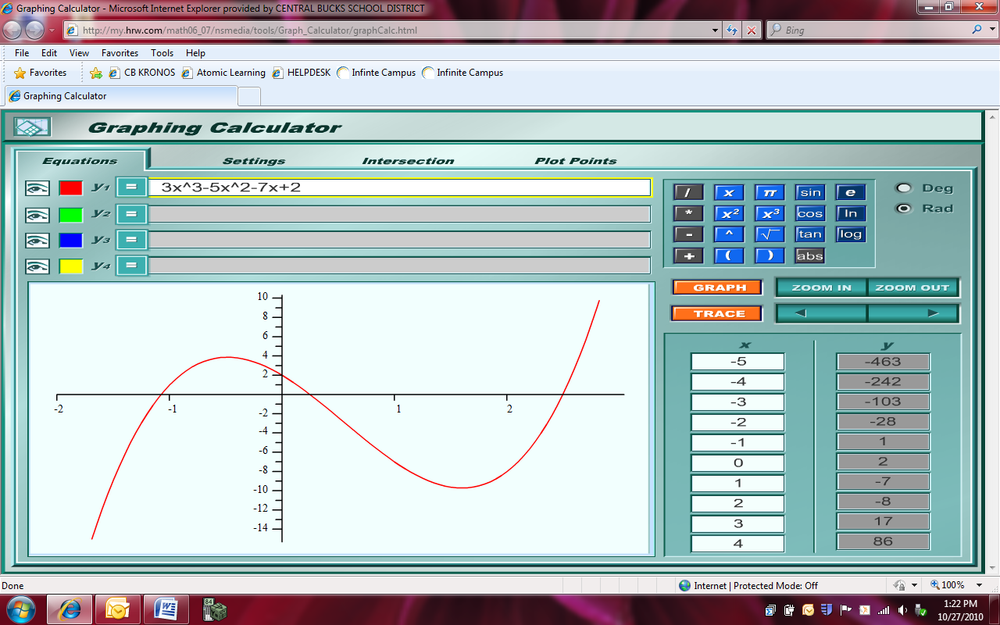 Graphing Calculator - Microsoft Internet Explorer provided by CENTRAL BUCKS SCHOOL DISTRICT
http://my.hrw.com/math06_07/nsmedia/tools/Graph_Calculator/graphCalc.html
Bing
File Edit View Favorites Tools Help
Favorites CB KRONOS Atomic Learning HELPDESK Infinte Campus Infinite Campus
Graphing Calculator
Graphing Calculator
Equations Settings Intersection Plot Points
y1 = 3x^3-5x^2-7x+2
y2 =
y3 =
y4 =
/ x π sin e
* x² x³ cos ln
- ^ √ tan log
+ ( ) abs
Deg
Rad
GRAPH ZOOM IN ZOOM OUT
TRACE
10
8
6
4
2
-2 -1 1 2
-2
-4
-6
-8
-10
-12
-14
x y
-5 -463
-4 -242
-3 -103
-2 -28
-1 1
0 2
1 -7
2 -8
3 17
4 86
Done Internet | Protected Mode: Off 100%
84
1:22 PM
10/27/2010